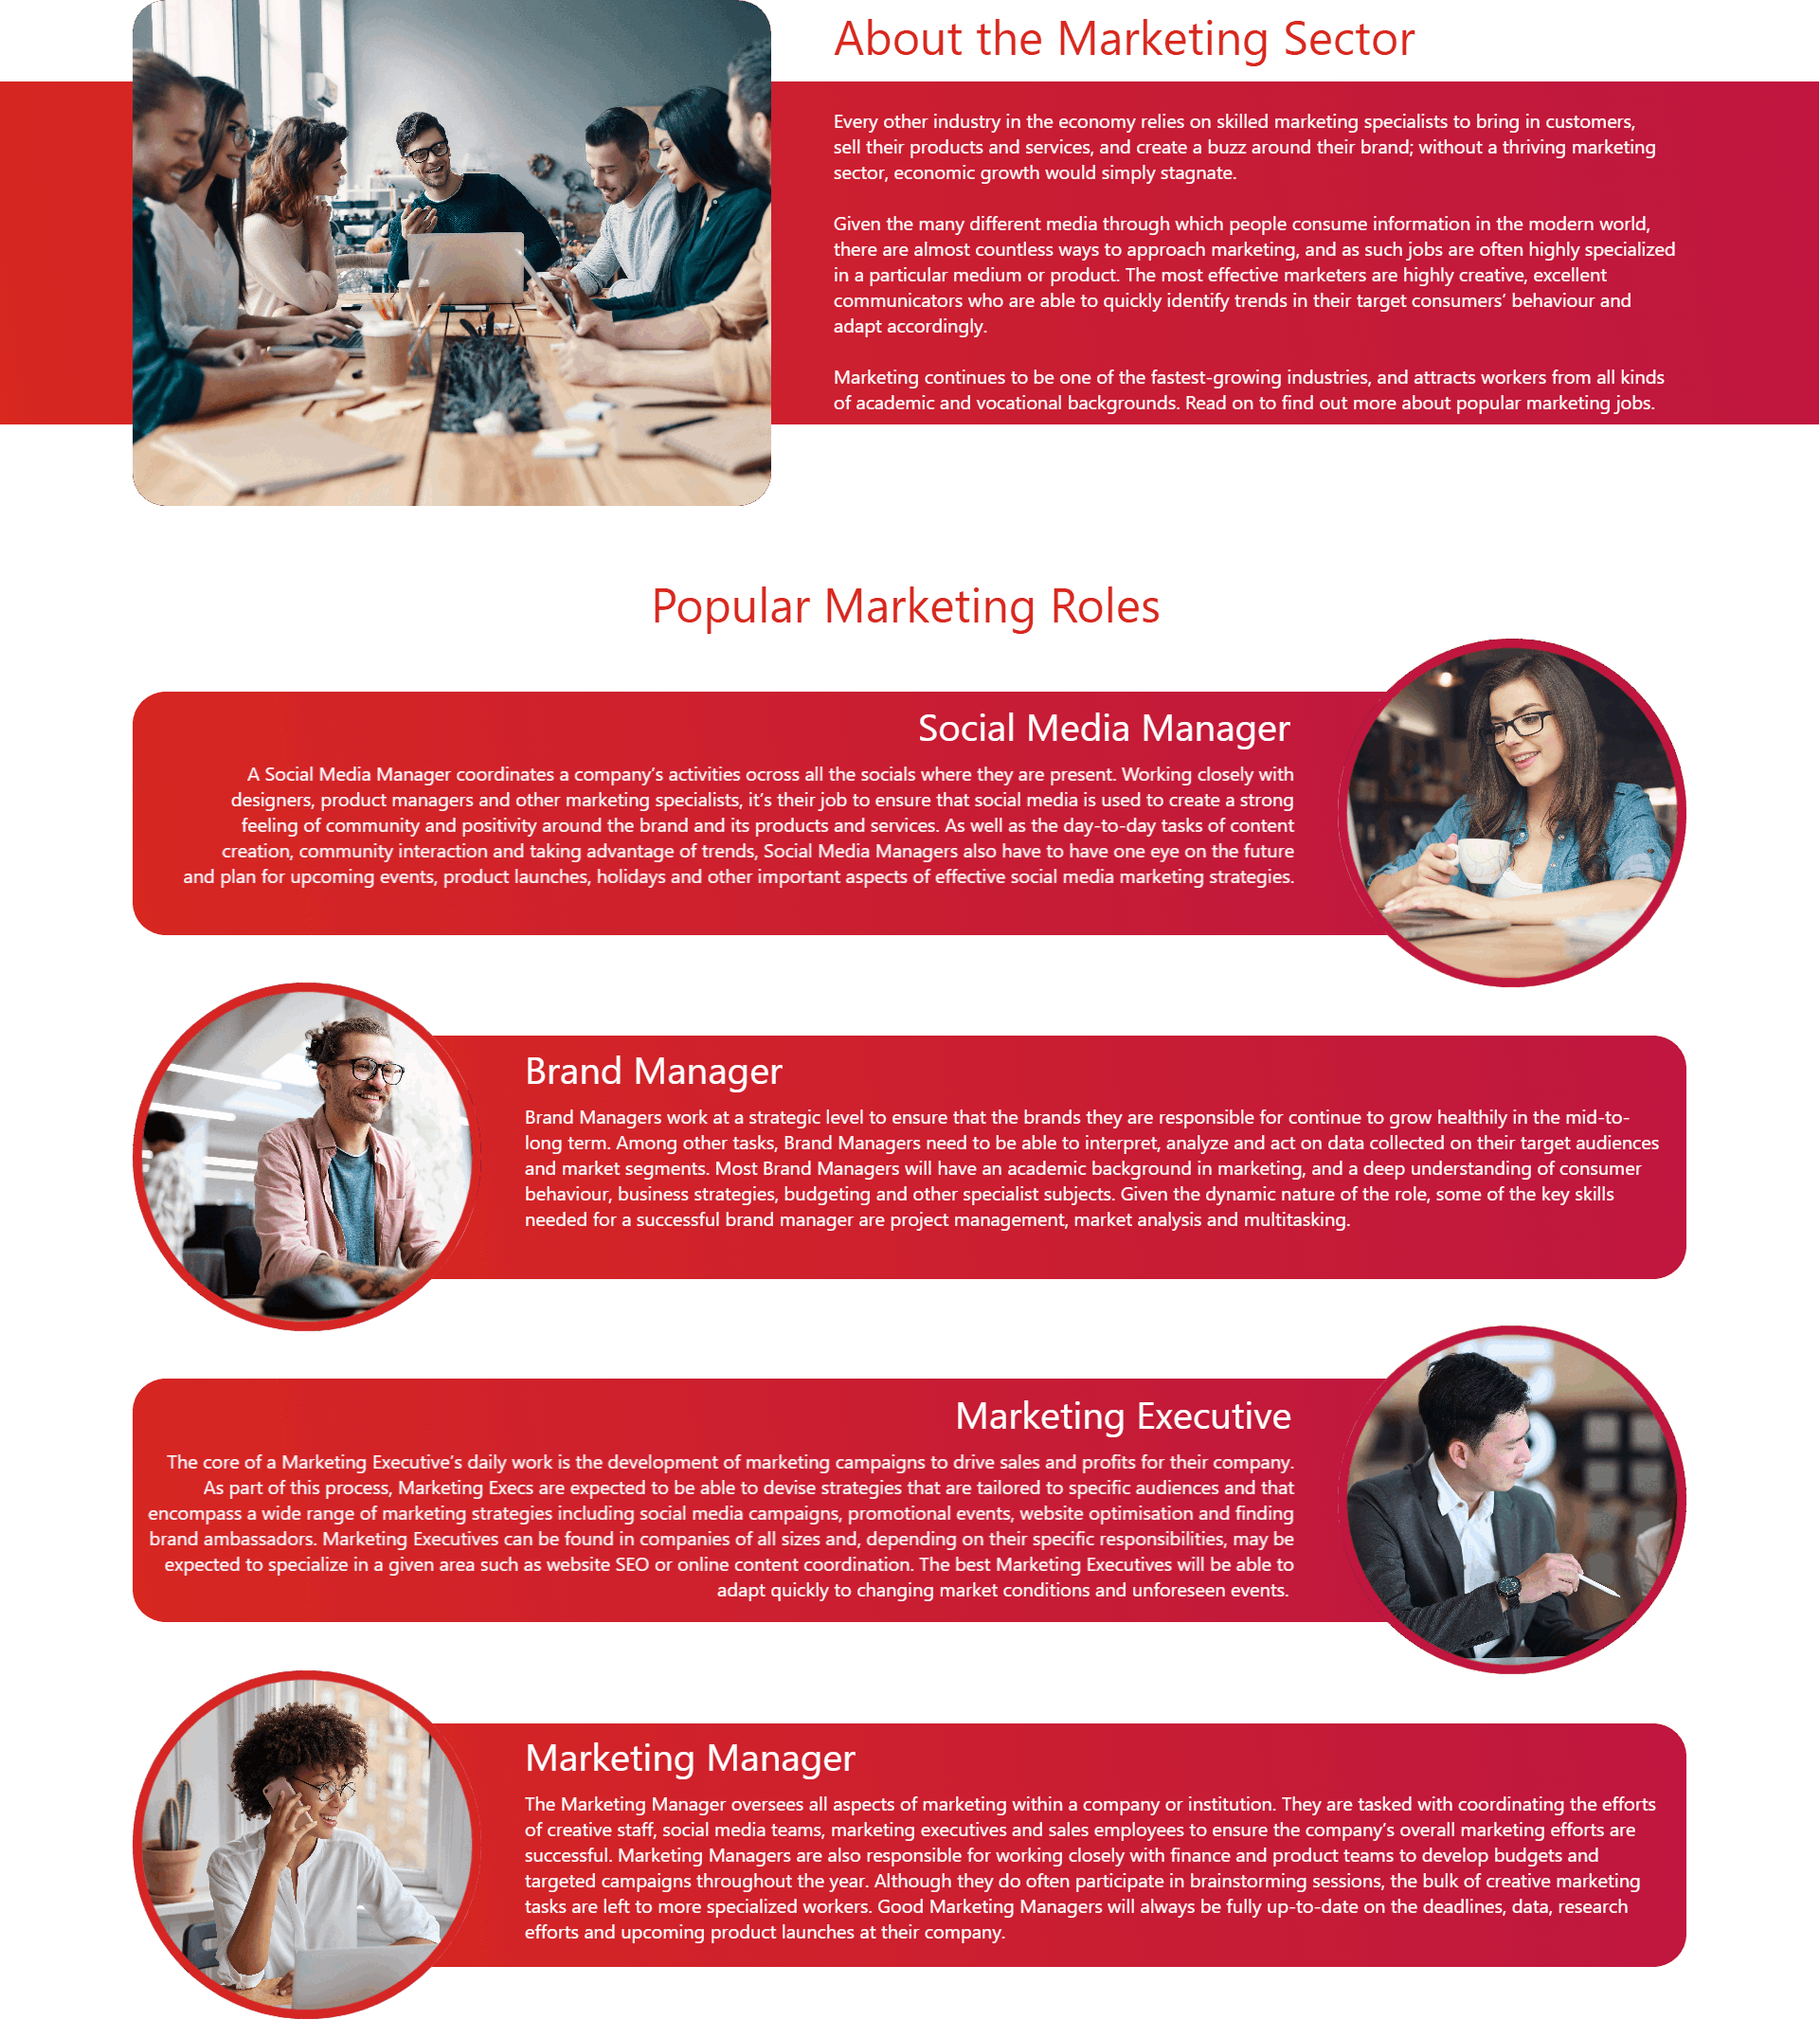 About the Marketing Sector
Every other industry in the economy relies on skilled marketing specialists to bring in customers,
sell their products and services, and create a buzz around their brand; without a thriving marketing
sector, economic growth would simply stagnate.
Given the many different media through which people consume information in the modern world,
there are almost countless ways to approach marketing, and as such jobs are often highly specialized
in a particular medium or product. The most effective marketers are highly creative, excellent
communicators who are able to quickly identify trends in their target consumers’ behaviour and
adapt accordingly.
Marketing continues to be one of the fastest-growing industries, and attracts workers from all kinds
of academic and vocational backgrounds. Read on to find out more about popular marketing jobs.
Popular Marketing Roles
Social Media Manager
A Social Media Manager coordinates a company’s activities ocross all the socials where they are present. Working closely with
designers, product managers and other marketing specialists, it’s their job to ensure that social media is used to create a strong
feeling of community and positivity around the brand and its products and services. As well as the day-to-day tasks of content
creation, community interaction and taking advantage of trends, Social Media Managers also have to have one eye on the future
and plan for upcoming events, product launches, holidays and other important aspects of effective social media marketing strategies.
Brand Manager
Brand Managers work at a strategic level to ensure that the brands they are responsible for continue to grow healthily in the mid-to-
long term. Among other tasks, Brand Managers need to be able to interpret, analyze and act on data collected on their target audiences
and market segments. Most Brand Managers will have an academic background in marketing, and a deep understanding of consumer
behaviour, business strategies, budgeting and other specialist subjects. Given the dynamic nature of the role, some of the key skills
needed for a successful brand manager are project management, market analysis and multitasking.
Marketing Executive
The core of a Marketing Executive’s daily work is the development of marketing campaigns to drive sales and profits for their company.
As part of this process, Marketing Execs are expected to be able to devise strategies that are tailored to specific audiences and that
encompass a wide range of marketing strategies including social media campaigns, promotional events, website optimisation and finding
brand ambassadors. Marketing Executives can be found in companies of all sizes and, depending on their specific responsibilities, may be
expected to specialize in a given area such as website SEO or online content coordination. The best Marketing Executives will be able to
adapt quickly to changing market conditions and unforeseen events.
Marketing Manager
The Marketing Manager oversees all aspects of marketing within a company or institution. They are tasked with coordinating the efforts
of creative staff, social media teams, marketing executives and sales employees to ensure the company’s overall marketing efforts are
successful. Marketing Managers are also responsible for working closely with finance and product teams to develop budgets and
targeted campaigns throughout the year. Although they do often participate in brainstorming sessions, the bulk of creative marketing
tasks are left to more specialized workers. Good Marketing Managers will always be fully up-to-date on the deadlines, data, research
efforts and upcoming product launches at their company.